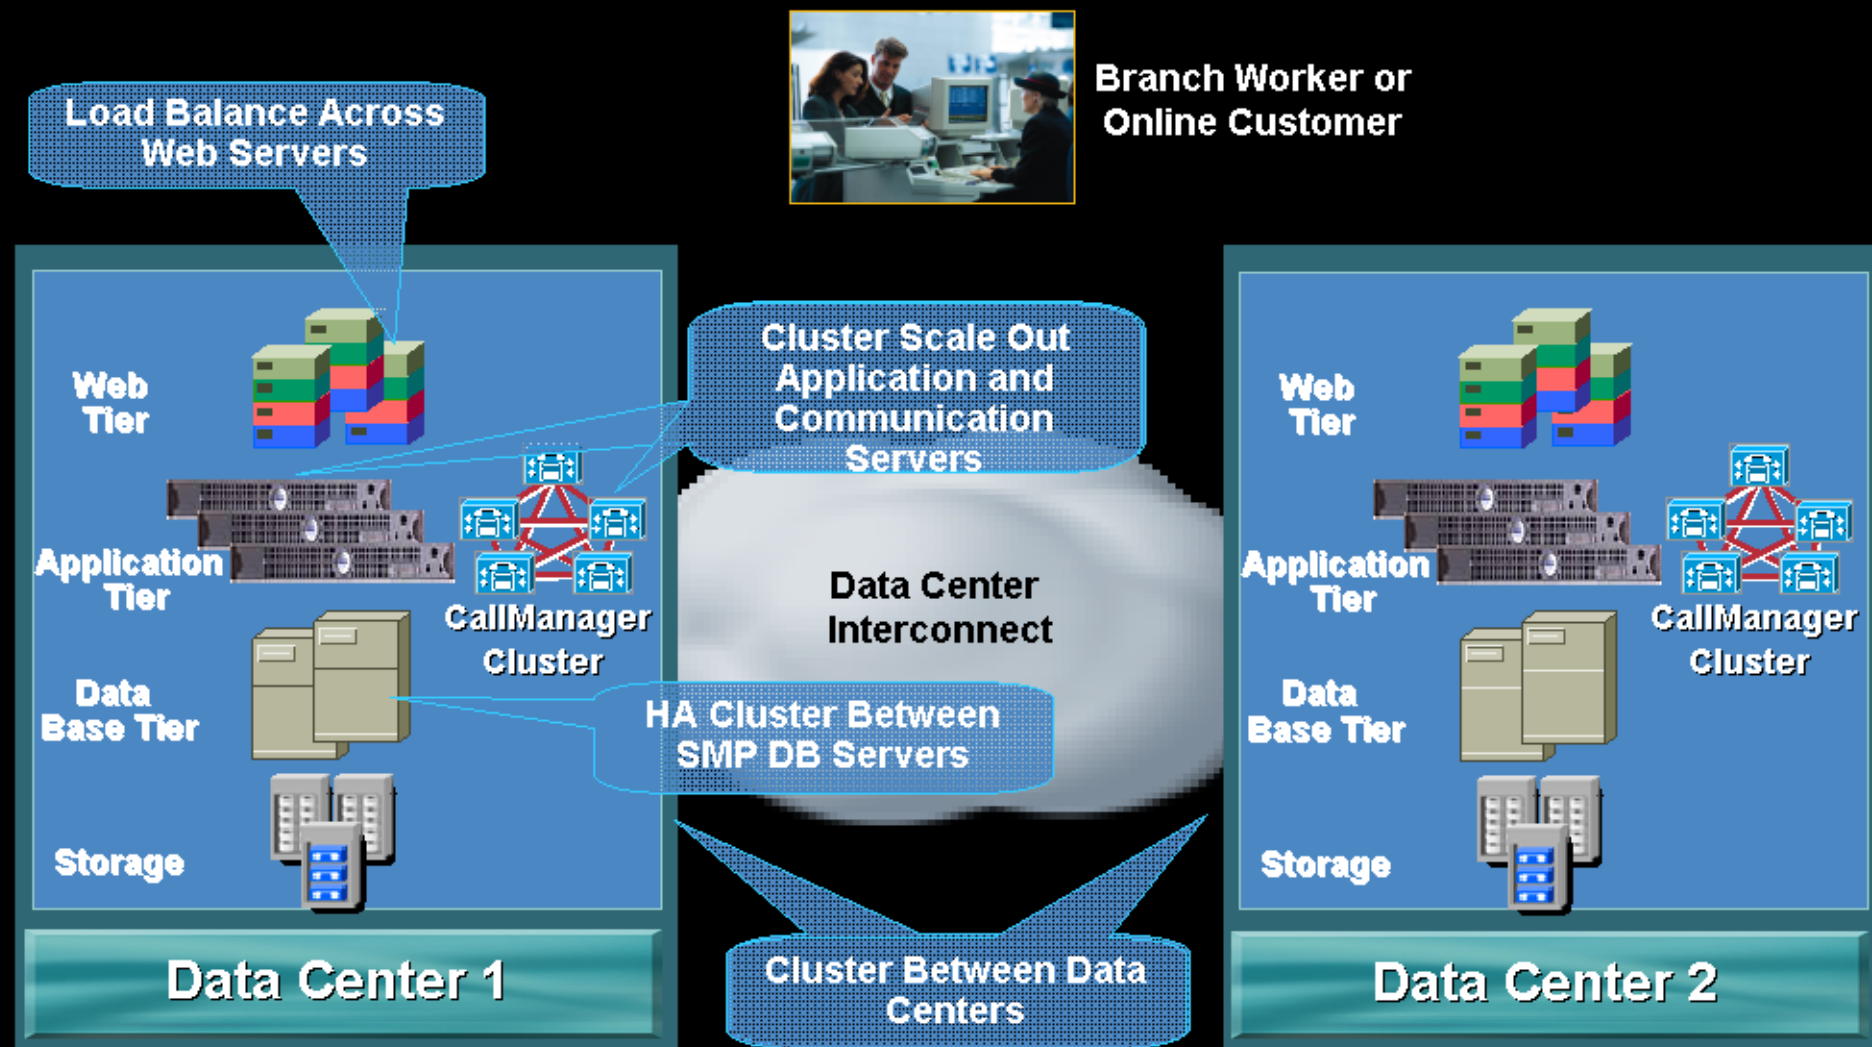 Branch Worker or
Online Customer
Load Balance Across
Web Servers
Cluster Scale Out
Application and
Communication
Servers
Web
Tier
Application
Tier
CallManager
Cluster
Data
Base Tier
Storage
Data Center 1
Data Center
Interconnect
HA Cluster Between
SMP DB Servers
Cluster Between Data
Centers
Web
Tier
Application
Tier
CallManager
Cluster
Data
Base Tier
Storage
Data Center 2